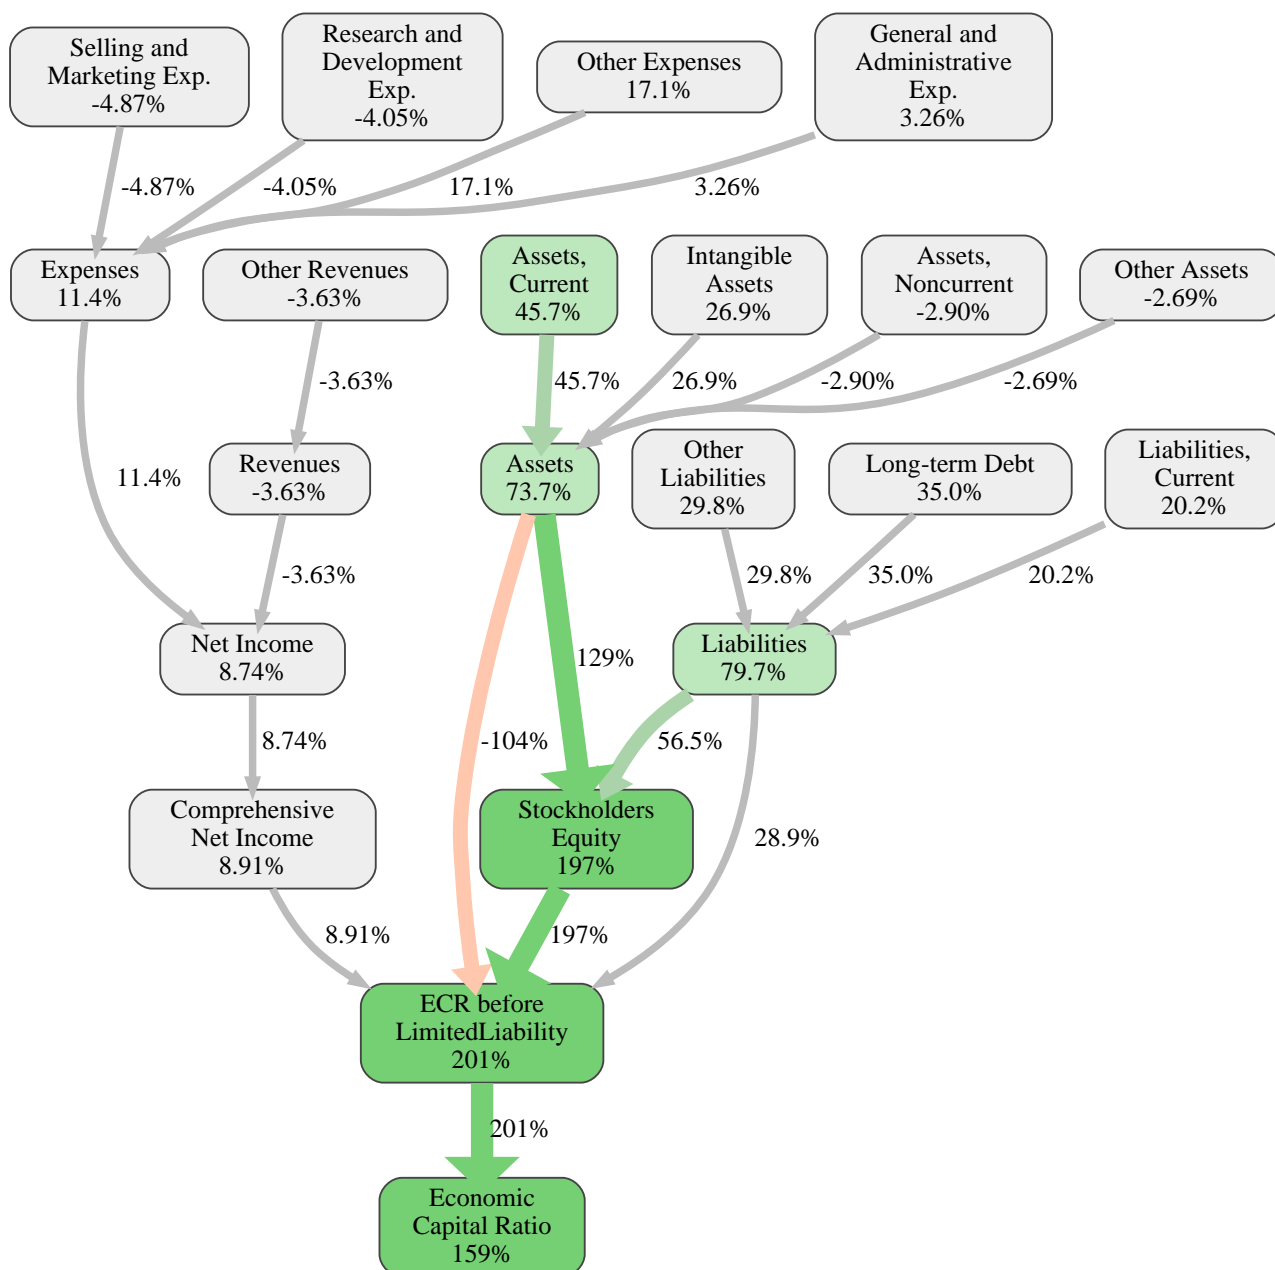 Selling and
Marketing Exp.
-4.87%
Research and
Development
Exp.
-4.05%
Other Expenses
17.1%
General and
Administrative
Exp.
3.26%
-4.87%
-4.05%
17.1%
3.26%
Expenses
11.4%
Other Revenues
-3.63%
Assets,
Current
45.7%
Intangible
Assets
26.9%
Assets,
Noncurrent
-2.90%
Other Assets
-2.69%
-3.63%
45.7%
26.9%
-2.90%
-2.69%
Revenues
-3.63%
Assets
73.7%
Other
Liabilities
29.8%
Long-term Debt
35.0%
Liabilities,
Current
20.2%
11.4%
-3.63%
29.8%
35.0%
20.2%
Net Income
8.74%
129%
Liabilities
79.7%
8.74%
-104%
56.5%
Comprehensive
Net Income
8.91%
Stockholders
Equity
197%
28.9%
8.91%
197%
ECR before
LimitedLiability
201%
201%
Economic
Capital Ratio
159%